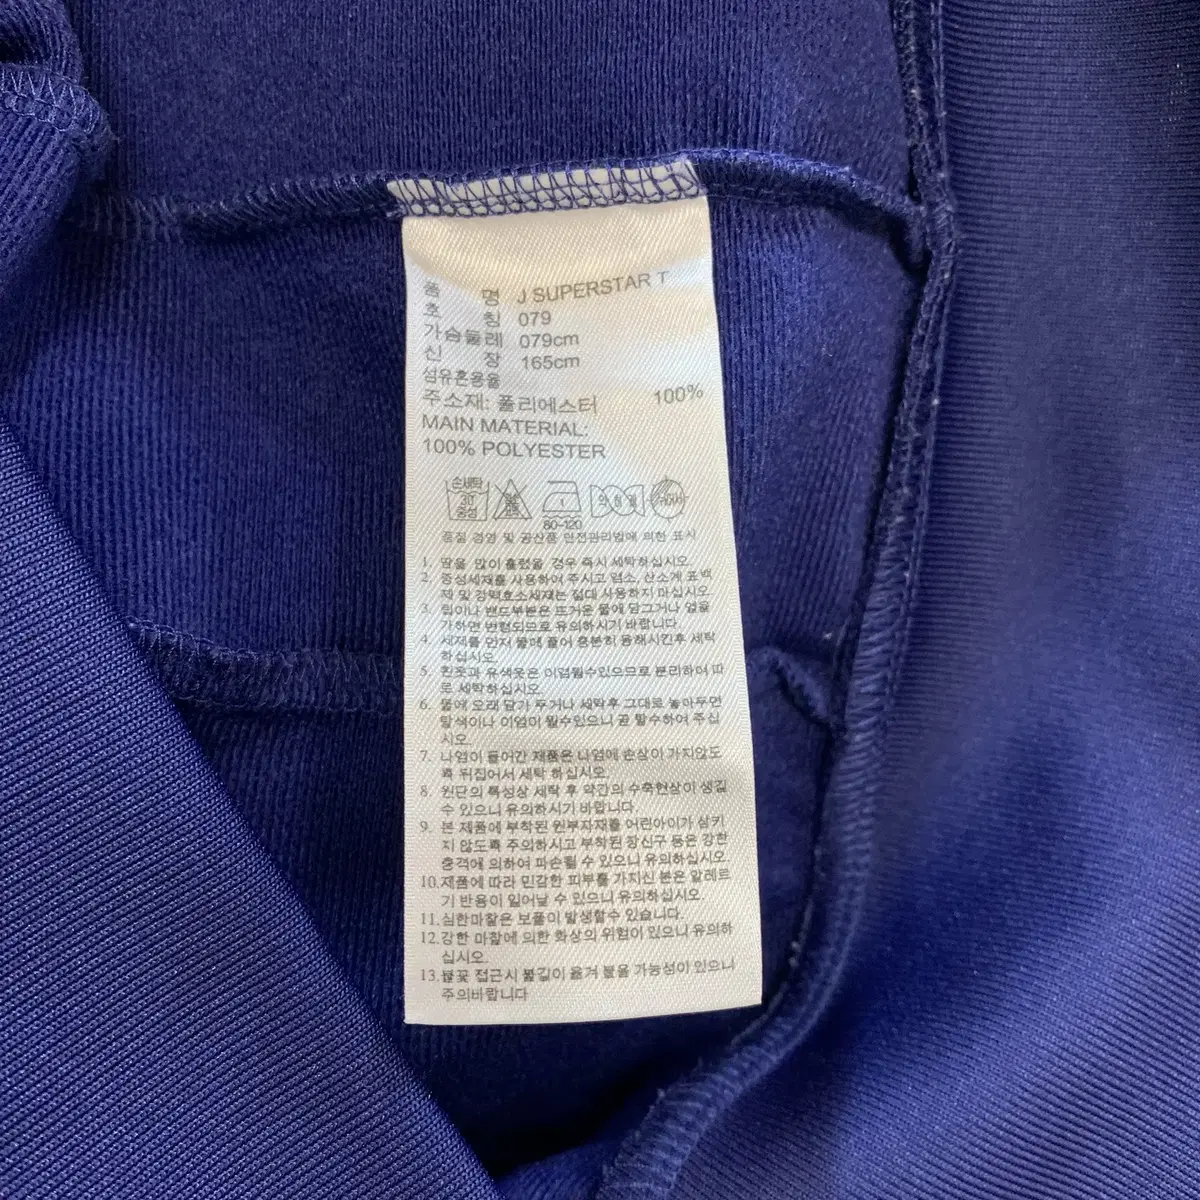 품 명 J SUPERSTAR T
호 칭 079
가슴둘레 079cm
신 장 165cm
섬유혼용율
주소재: 폴리에스터 100%
MAIN MATERIAL:
100% POLYESTER
손세탁
30
중성
80-120
품질 경영 및 공산품 안전관리법에 의한 표시
1. 땀을 많이 흘렸을 경우 즉시 세탁하십시오.
2. 중성세제를 사용하여 주시고 염소, 산소계 표백
제 및 강력효소세제는 절대 사용하지 마십시오.
3. 립이나 밴드부분은 뜨거운 물에 담그거나 열을
가하면 변형되므로 유의하시기 바랍니다.
4. 세제를 먼저 물에 풀어 충분히 용해시킨후 세탁
하십시오.
5. 흰옷과 유색옷은 이염될수있으므로 분리하여 따
로 세탁하십시오
6. 물에 오래 담가 두거나 세탁후 그대로 놓아두면
탈색이나 이염이 될수있으니 곧 탈수하여 주십
시오.
7. 나염이 들어간 제품은 나염에 손상이 가지않도
록 뒤집어서 세탁 하십시오.
8. 원단의 특성상 세탁 후 약간의 수축현상이 생길
수 있으니 유의하시기 바랍니다.
9. 본 제품에 부착된 원부자재를 어린아이가 삼키
지 않도록 주의하시고 부착된 장신구 등은 강한
충격에 의하여 파손될 수 있으니 유의하십시오.
10.제품에 따라 민감한 피부를 가지신 분은 알레르
기 반응이 일어날 수 있으니 유의하십시오.
11.심한마찰은 보풀이 발생할수 있습니다.
12.강한 마찰에 의한 화상의 위험이 있으니 유의하
십시오.
13.불꽃 접근시 불길이 옮겨 붙을 가능성이 있으니
주의바랍니다